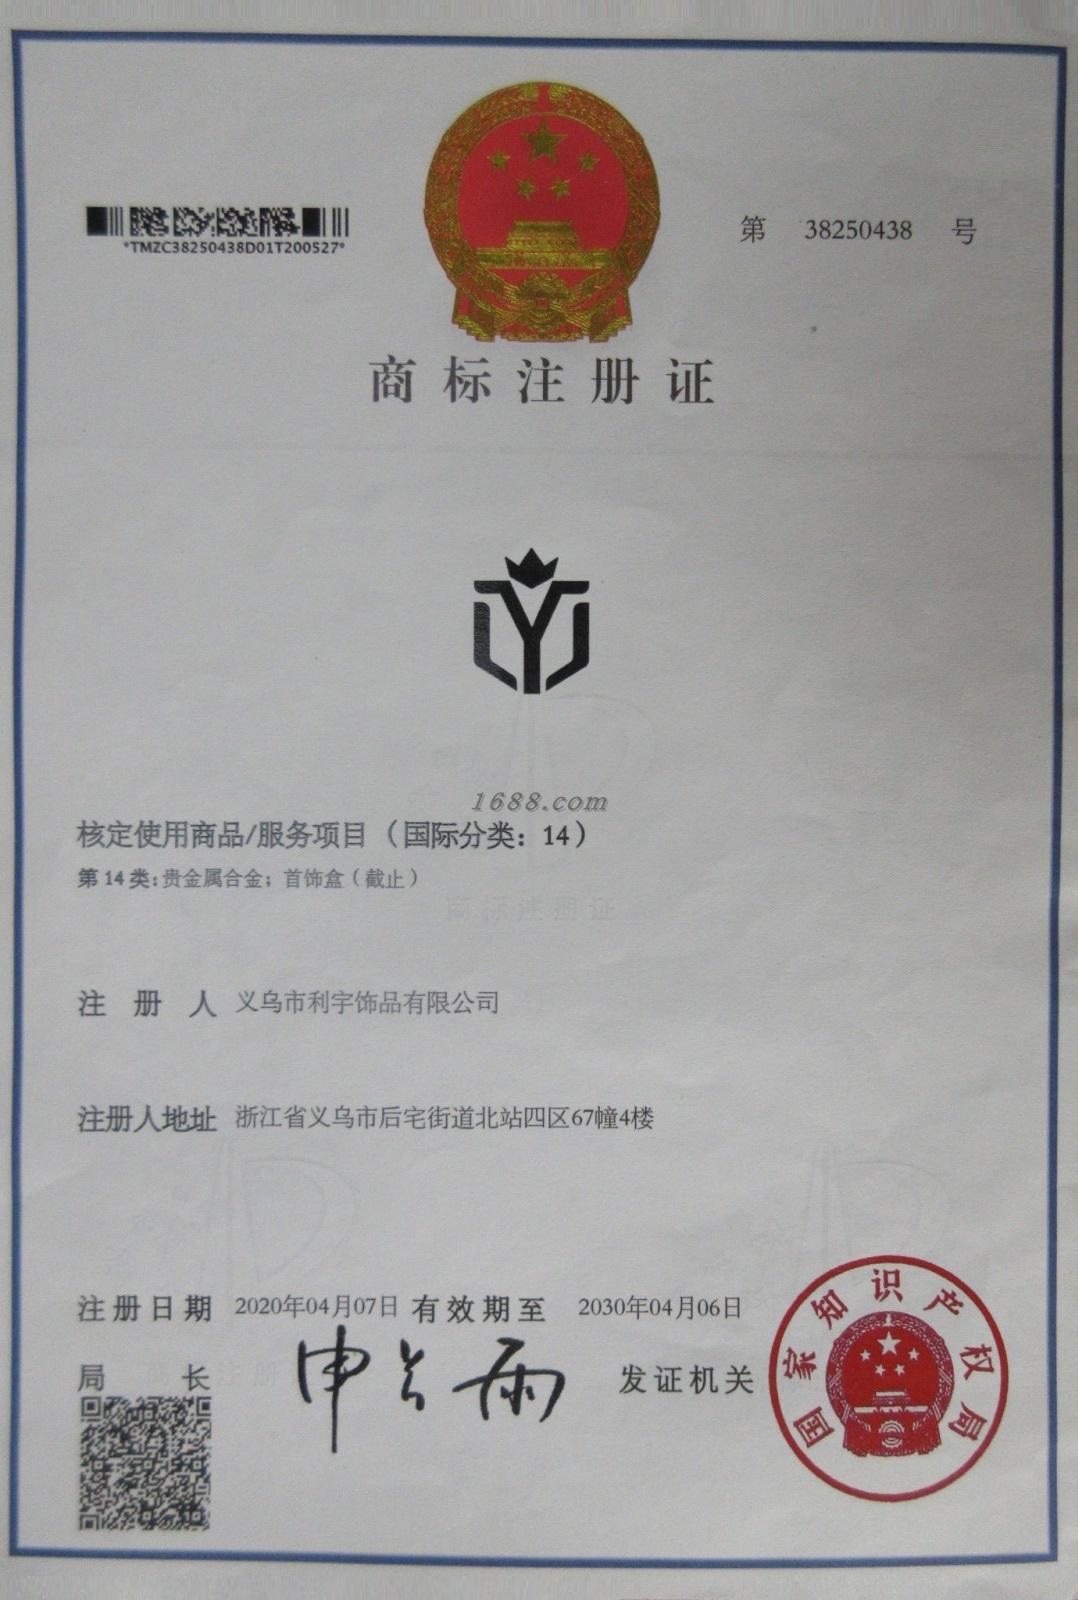 *TMZC38250438D01T200527*
第 38250438 号
商标注册证
Y
1688.com
核定使用商品/服务项目（国际分类：14）
第14类:贵金属合金；首饰盒（截止）
商标注册证
注册人 义乌市利宇饰品有限公司
注册人地址 浙江省义乌市后宅街道北站四区67幢4楼
注册日期 2020年04月07日 有效期至 2030年04月06日
局长 申长雨 发证机关
国家知识产权局